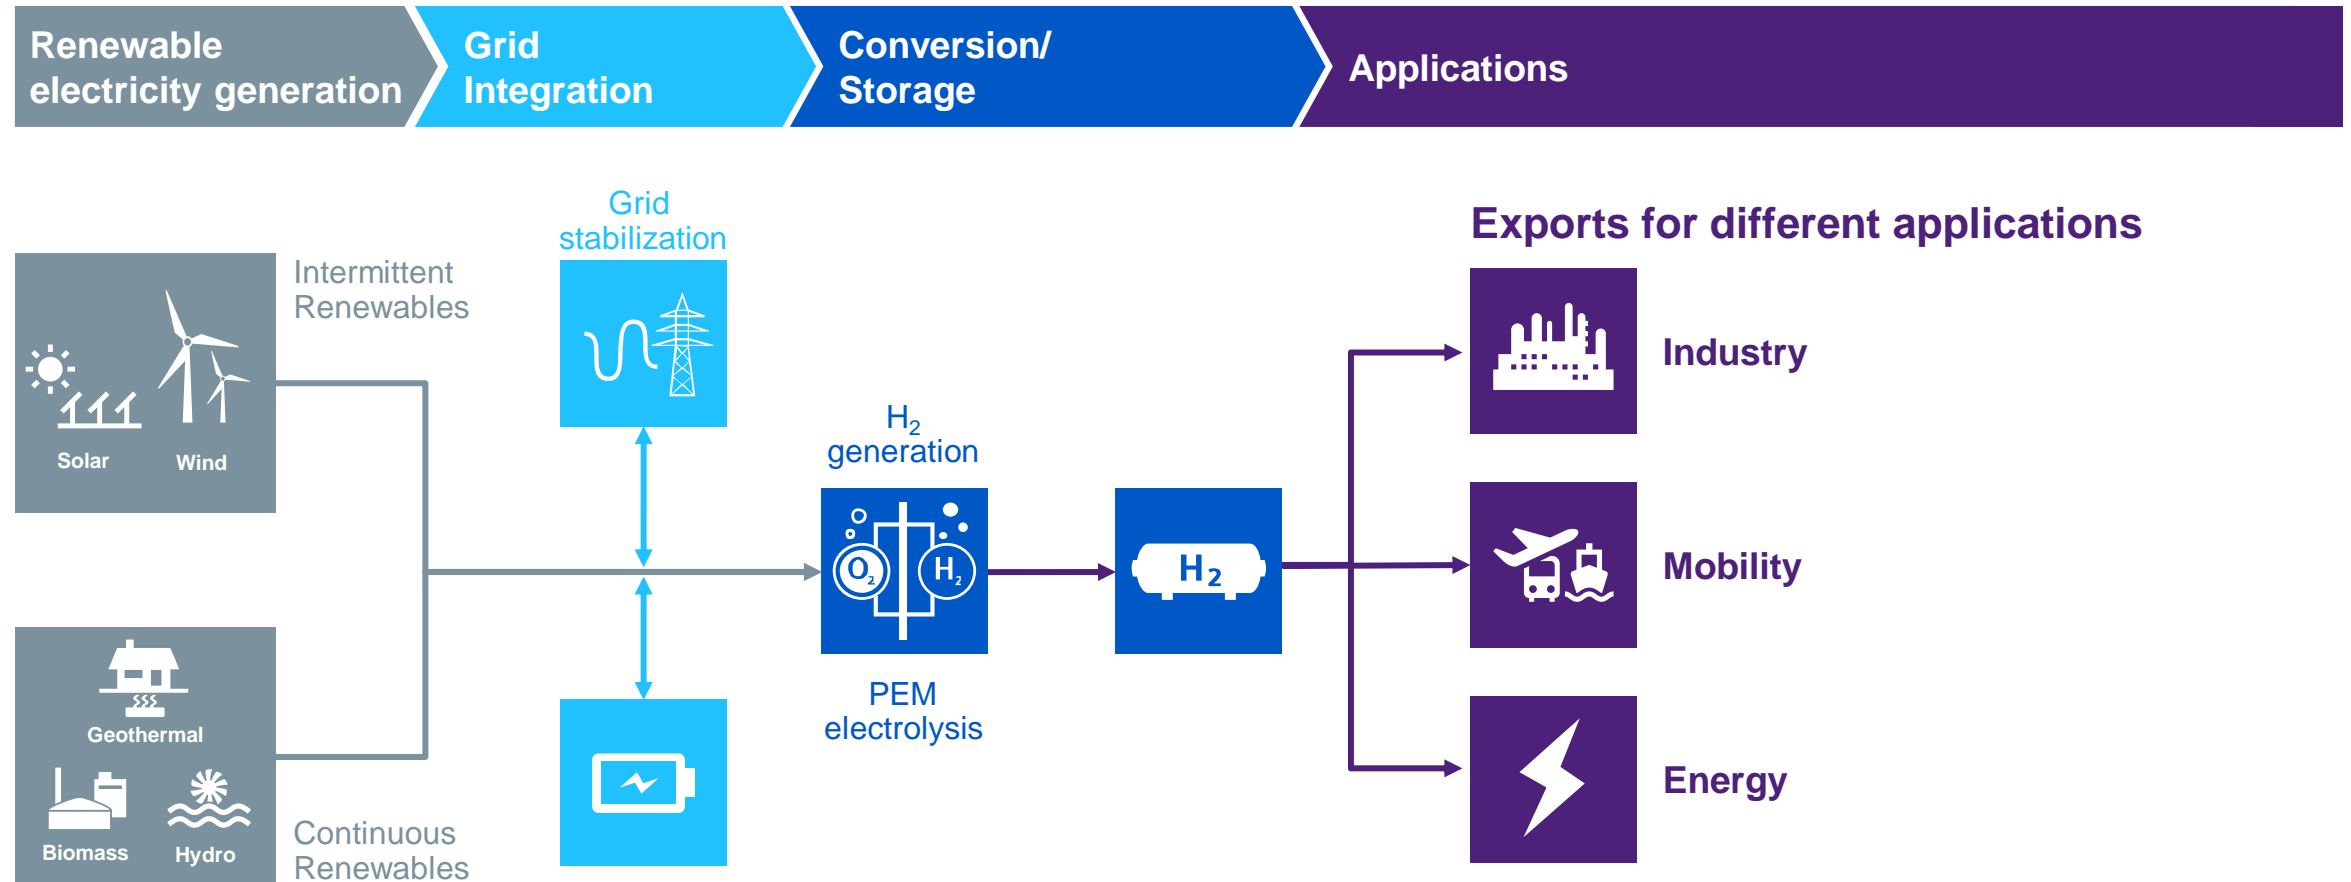 Renewable
electricity generation
Grid
Integration
Conversion/
Storage
Applications
Grid
stabilization
Exports for different applications
Intermittent
Renewables
Solar
Wind
Industry
H₂
generation
O₂
H₂
H₂
Mobility
PEM
electrolysis
Geothermal
Energy
Biomass
Hydro
Continuous
Renewables